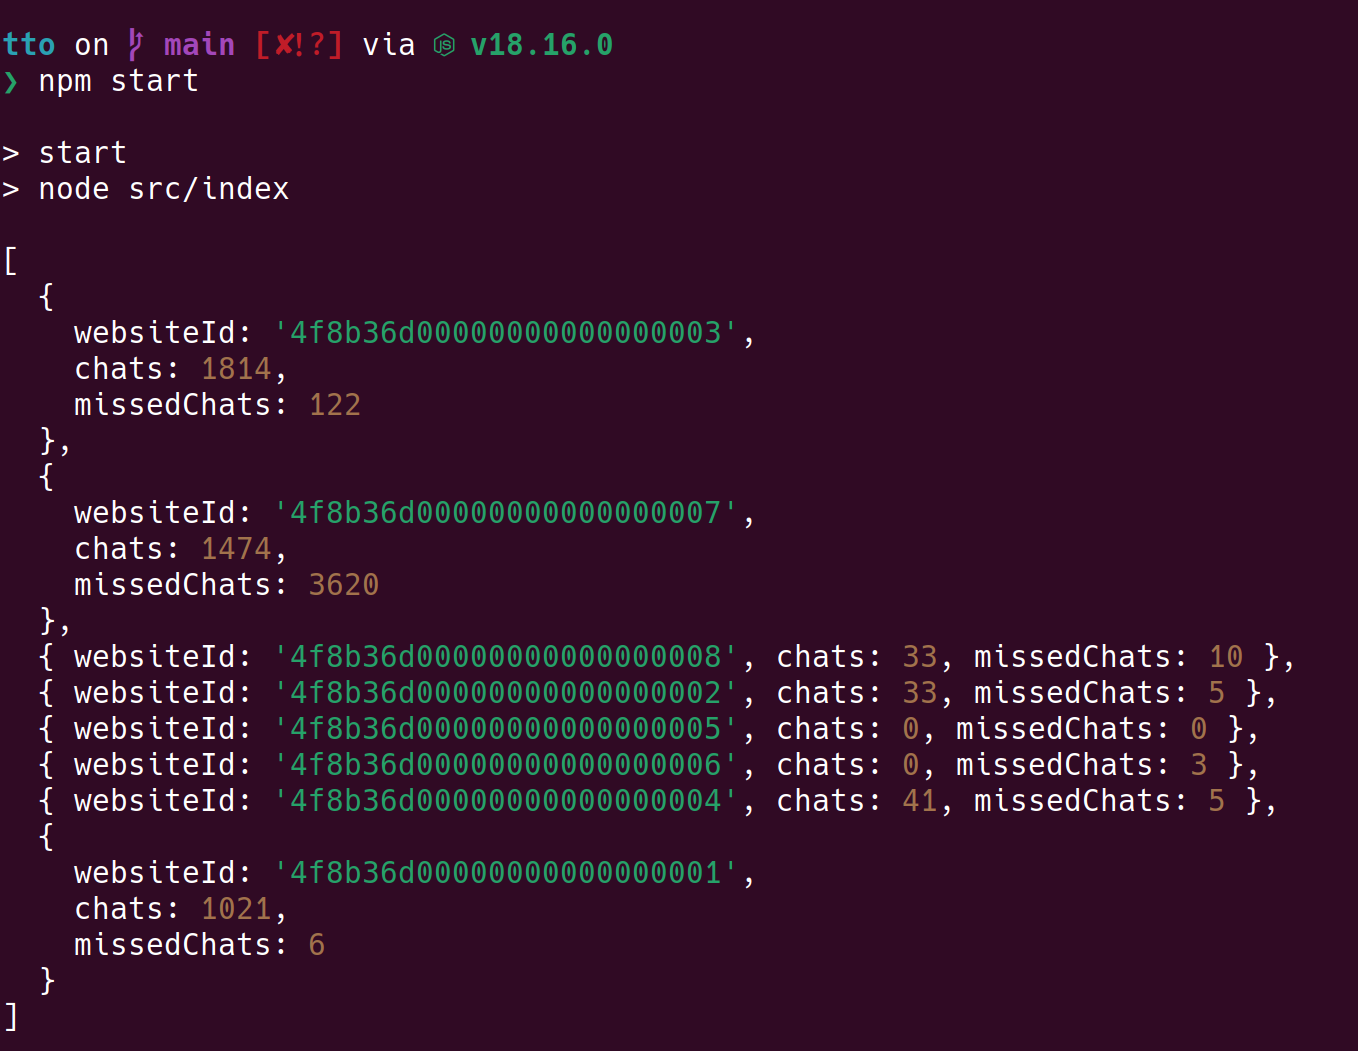 tto on main [✘!?] via v18.16.0
❯ npm start
> start
> node src/index
[
{
websiteId: '4f8b36d00000000000000003',
chats: 1814,
missedChats: 122
},
{
websiteId: '4f8b36d00000000000000007',
chats: 1474,
missedChats: 3620
},
{ websiteId: '4f8b36d00000000000000008', chats: 33, missedChats: 10 },
{ websiteId: '4f8b36d00000000000000002', chats: 33, missedChats: 5 },
{ websiteId: '4f8b36d00000000000000005', chats: 0, missedChats: 0 },
{ websiteId: '4f8b36d00000000000000006', chats: 0, missedChats: 3 },
{ websiteId: '4f8b36d00000000000000004', chats: 41, missedChats: 5 },
{
websiteId: '4f8b36d00000000000000001',
chats: 1021,
missedChats: 6
}
]